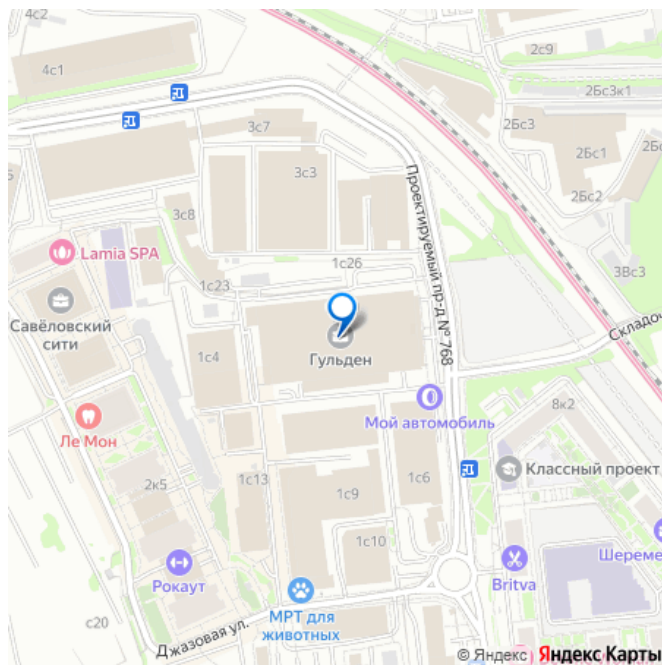 4с2
4с1
2с9
2Бс3к1
2Бс3
2Бс1
2Бс2
3с7
3с3
3с8
Проектируемый пр-д № 768
Lamia SPA
1с26
1с23
3Вс3
Савёловский
сити
1с4
Гульден
Складоч
Мой автомобиль
8к2
Ле Мон
2к5
1с13
1с9
1с6
Классный проект
1с10
Рокаут
Britva
Шереме
МРТ для
животных
с20
Джазовая ул.
© Яндекс Яндекс Карты